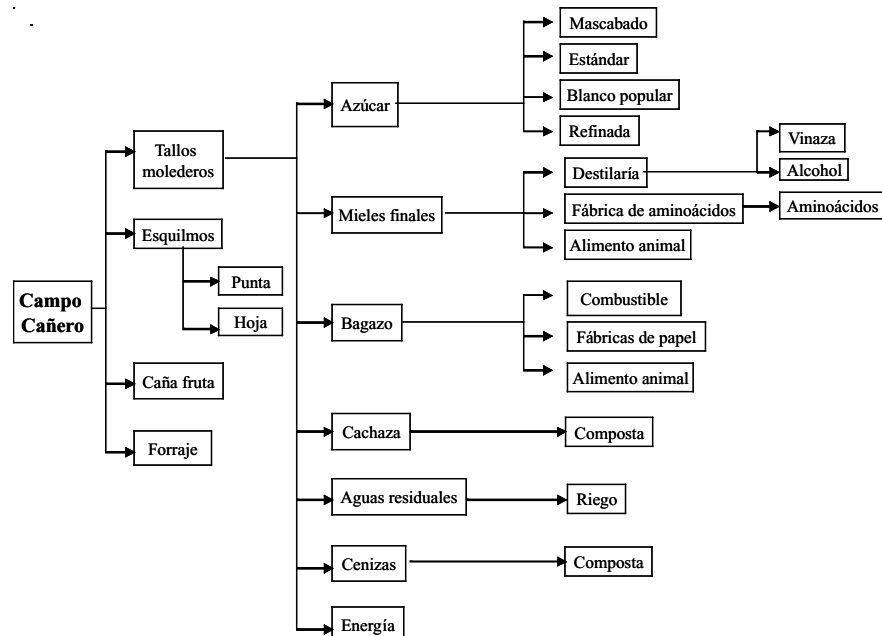 Mascabado
Estándar
Azúcar
Blanco popular
Refinada
Tallos
molederos
Vinaza
Destilaría
Alcohol
Mieles finales
Fábrica de aminoácidos
Aminoácidos
Esquilmos
Alimento animal
Punta
Campo
Cañero
Combustible
Hoja
Bagazo
Fábricas de papel
Caña fruta
Alimento animal
Cachaza
Composta
Forraje
Aguas residuales
Riego
Cenizas
Composta
Energía